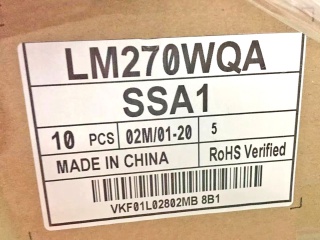 LM270WQA
SSA1
10 PCS 02M/01-20 5
MADE IN CHINA RoHS Verified
VKF01L02802MB 8B1